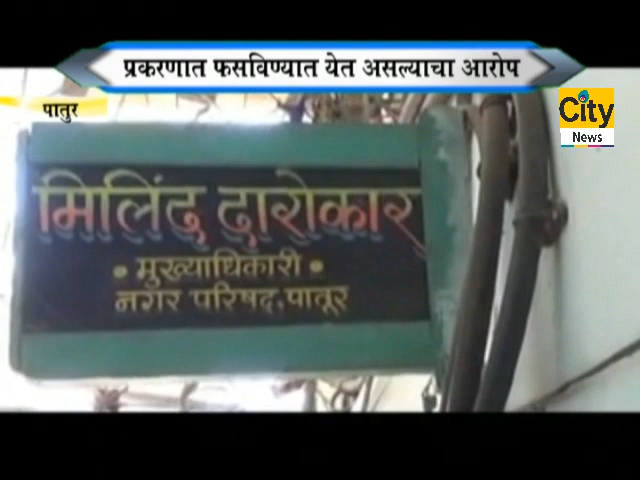 प्रकरणात फसविण्यात येत असल्याचा आरोप
पातुर
City
News
मिलिंद दारोकार
• मुख्याधिकारी •
नगर परिषद, पातूर